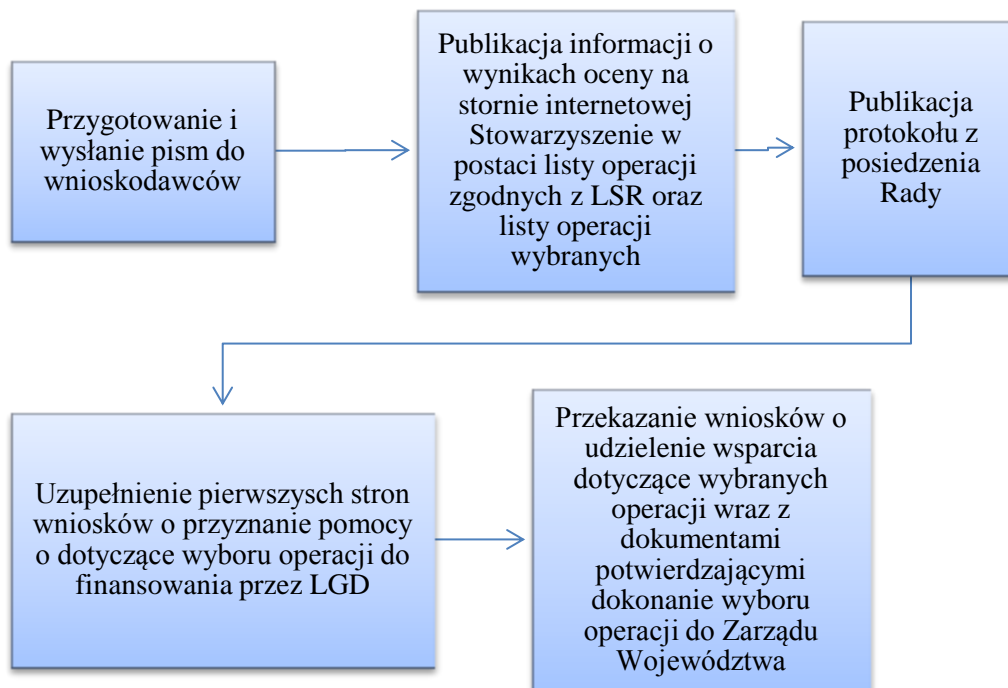 Przygotowanie i
wysłanie pism do
wnioskodawców
Publikacja informacji o
wynikach oceny na
stornie internetowej
Stowarzyszenie w
postaci listy operacji
zgodnych z LSR oraz
listy operacji
wybranych
Publikacja
protokołu z
posiedzenia
Rady
Uzupełnienie pierwszysch stron
wniosków o przyznanie pomocy
o dotyczące wyboru operacji do
finansowania przez LGD
Przekazanie wniosków o
udzielenie wsparcia
dotyczące wybranych
operacji wraz z
dokumentami
potwierdzającymi
dokonanie wyboru
operacji do Zarządu
Województwa